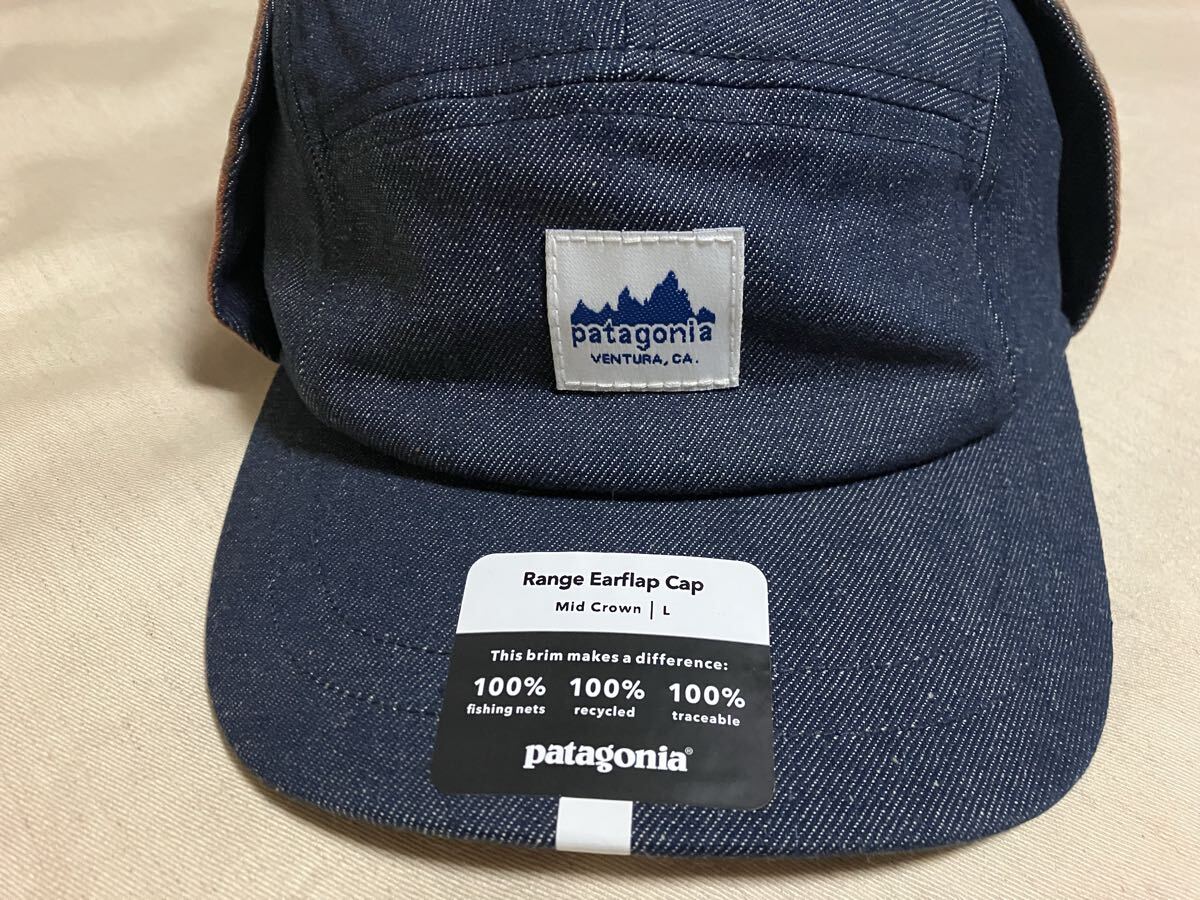 patagonia
VENTURA, CA.
Range Earflap Cap
Mid Crown | L
This brim makes a difference:
100% 100% 100%
fishing nets recycled traceable
patagonia®